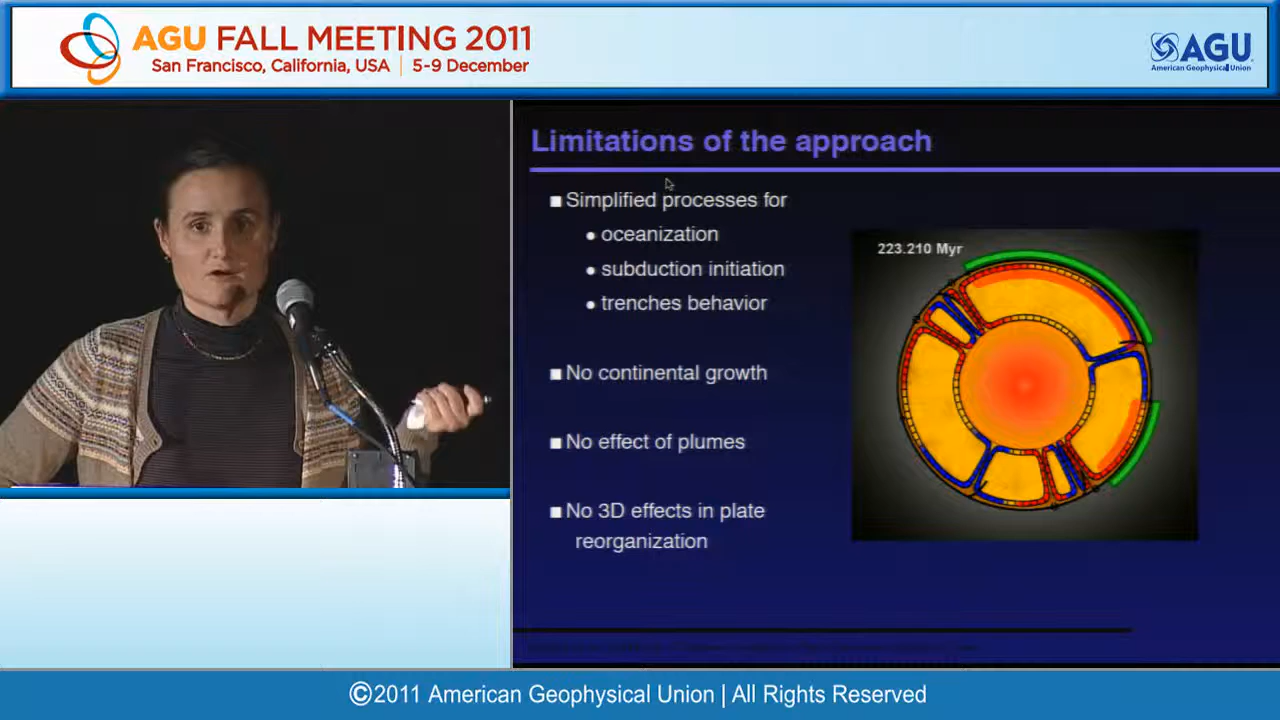 AGU FALL MEETING 2011
San Francisco, California, USA | 5-9 December
AGU
American Geophysical Union
Limitations of the approach
Simplified processes for
oceanization
subduction initiation
trenches behavior
No continental growth
No effect of plumes
No 3D effects in plate
reorganization
223.210 Myr
©2011 American Geophysical Union | All Rights Reserved